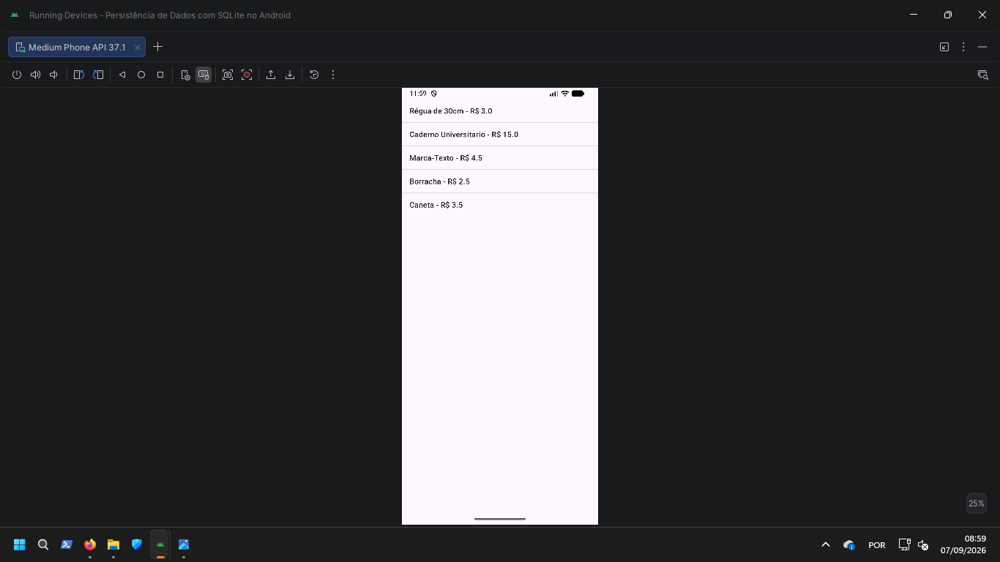 Running Devices - Persistência de Dados com SQLite no Android
Medium Phone API 37.1
11:59
Régua de 30cm - R$ 3.0
Caderno Universitario - R$ 15.0
Marca-Texto - R$ 4.5
Borracha - R$ 2.5
Caneta - R$ 3.5
25%
POR
08:59
07/09/2026